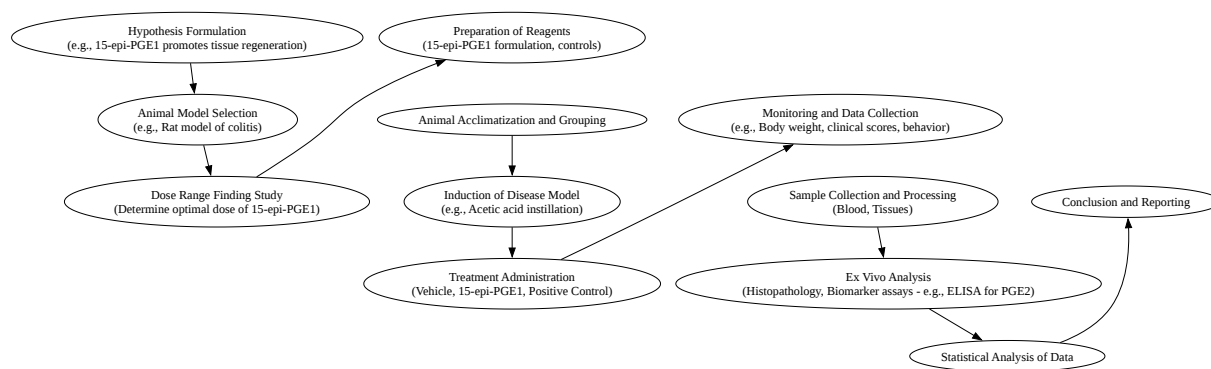 Hypothesis Formulation
(e.g., 15-epi-PGE1 promotes tissue regeneration)
Animal Model Selection
(e.g., Rat model of colitis)
Dose Range Finding Study
(Determine optimal dose of 15-epi-PGE1)
Preparation of Reagents
(15-epi-PGE1 formulation, controls)
Animal Acclimatization and Grouping
Induction of Disease Model
(e.g., Acetic acid instillation)
Treatment Administration
(Vehicle, 15-epi-PGE1, Positive Control)
Monitoring and Data Collection
(e.g., Body weight, clinical scores, behavior)
Sample Collection and Processing
(Blood, Tissues)
Ex Vivo Analysis
(Histopathology, Biomarker assays - e.g., ELISA for PGE2)
Statistical Analysis of Data
Conclusion and Reporting